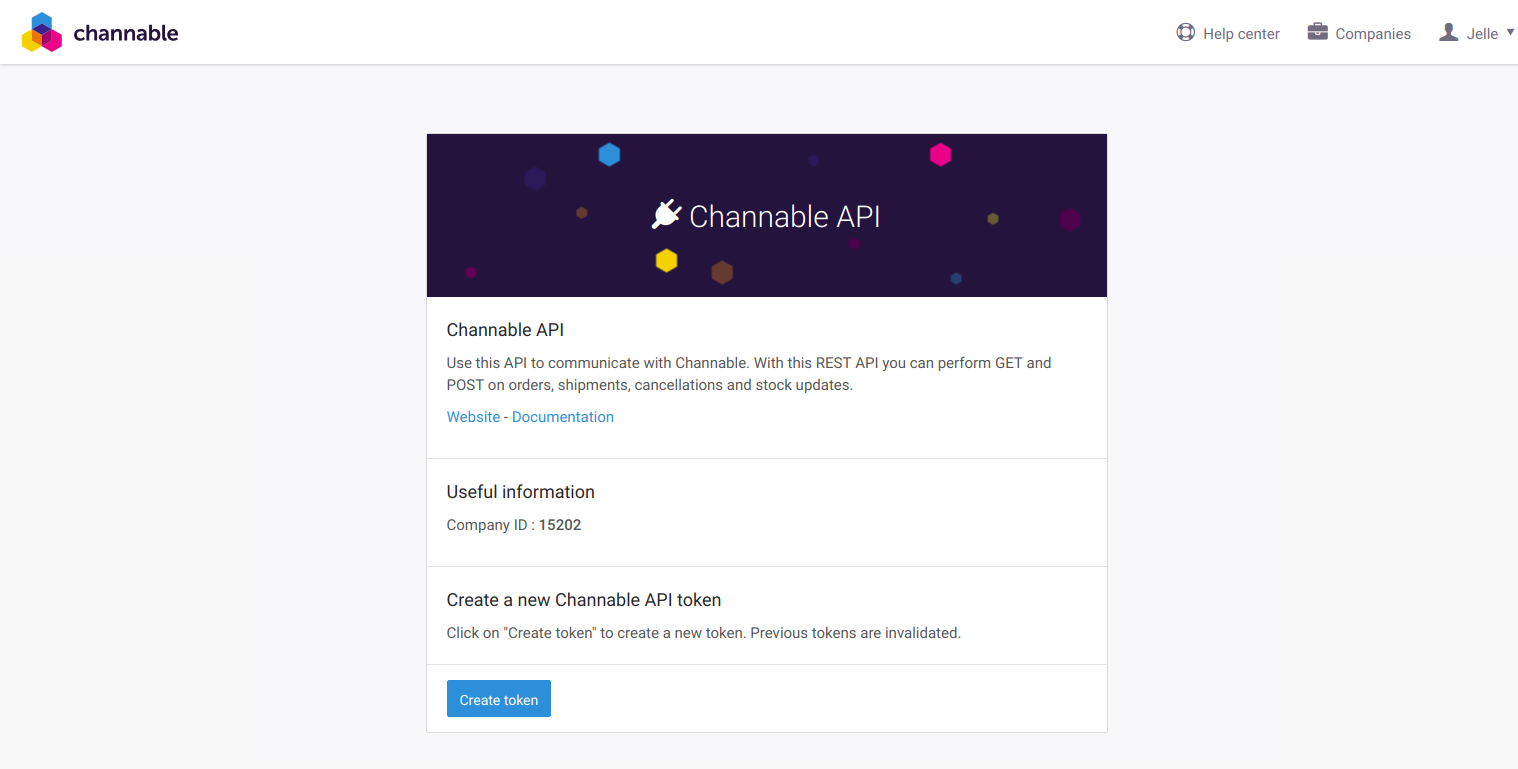 channable
Help center
Companies
Jelle
Channable API
Channable API
Use this API to communicate with Channable. With this REST API you can perform GET and
POST on orders, shipments, cancellations and stock updates.
Website - Documentation
Useful information
Company ID : 15202
Create a new Channable API token
Click on "Create token" to create a new token. Previous tokens are invalidated.
Create token